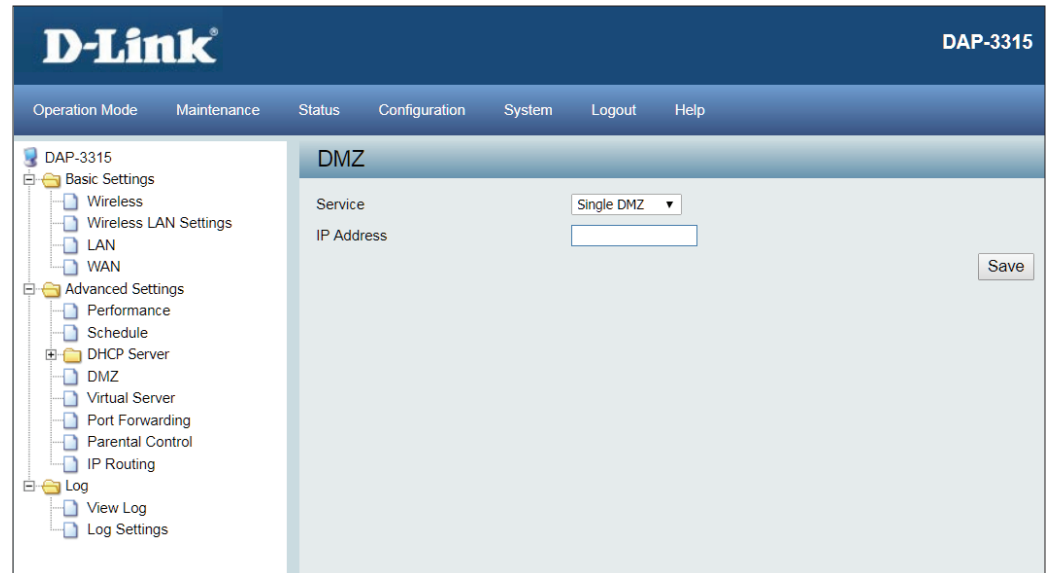 D-Link®
DAP-3315
Operation Mode Maintenance Status Configuration System Logout Help
DAP-3315
Basic Settings
Wireless
Wireless LAN Settings
LAN
WAN
Advanced Settings
Performance
Schedule
DHCP Server
DMZ
Virtual Server
Port Forwarding
Parental Control
IP Routing
Log
View Log
Log Settings
DMZ
Service Single DMZ
IP Address
Save